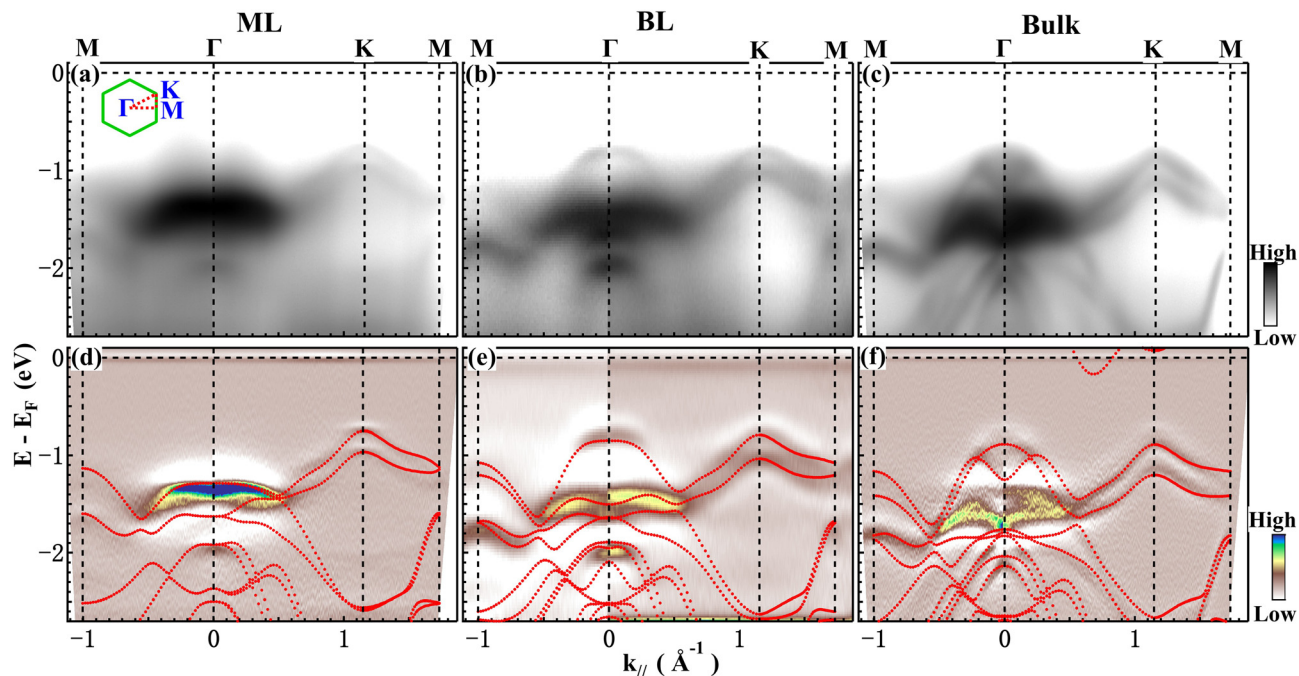 ML
BL
Bulk
M Γ K M
M Γ K M
M Γ K M
(a)
(b)
(c)
0
−1
−2
Γ
K
M
High
Low
(d)
(e)
(f)
0
−1
−2
High
Low
−1 0 1
−1 0 1
−1 0 1
E - E_F (eV)
k_// ( Å^-1 )